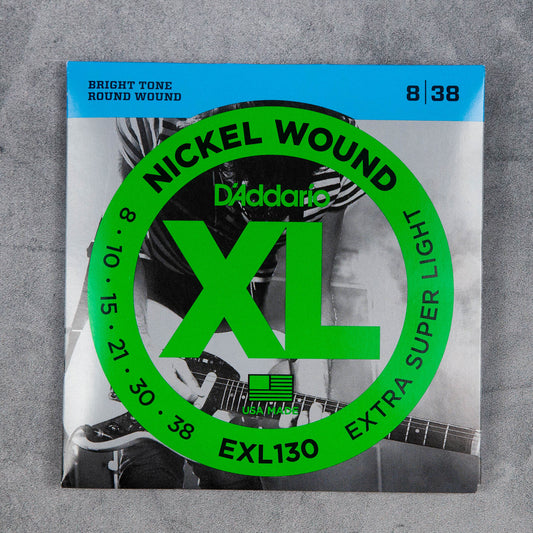 BRIGHT TONE
ROUND WOUND
8|38
NICKEL WOUND
D'Addario
XL
8 • 10 • 15 • 21 • 30 • 38
EXTRA SUPER LIGHT
USA MADE
EXL130